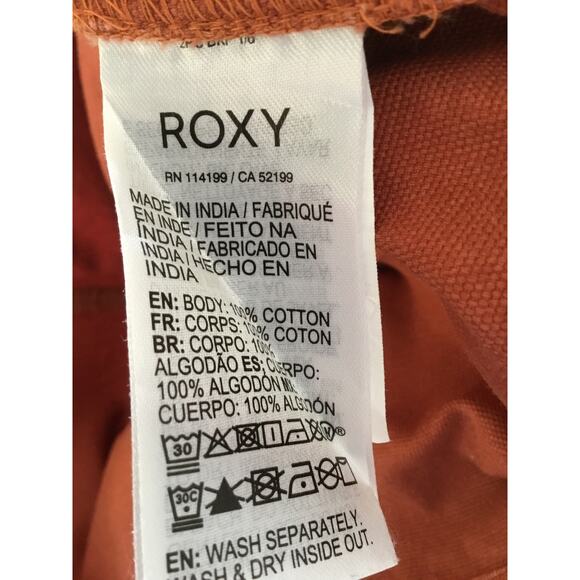 ROXY
RN 114199 / CA 52199
MADE IN INDIA / FABRIQUÉ
EN INDE / FEITO NA
INDIA / FABRICADO EN
INDIA / HECHO EN
INDIA
EN: BODY: 100% COTTON
FR: CORPS: 100% COTON
BR: CORPO: 100%
ALGODÃO ES: CUERPO:
100% ALGODÓN MX:
CUERPO: 100% ALGODÓN
30
30C
EN: WASH SEPARATELY.
WASH & DRY INSIDE OUT.